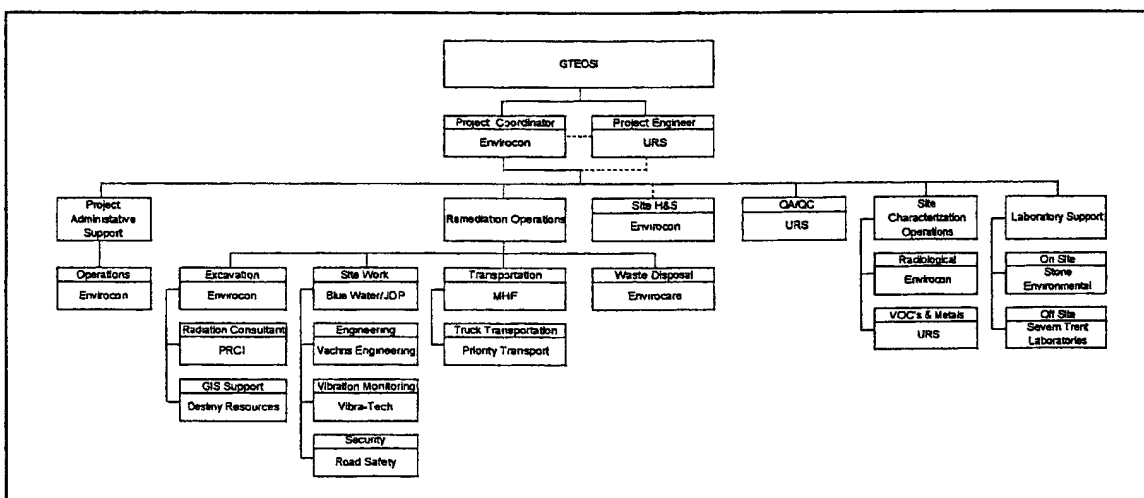 GTEOSI
Project Coordinator
Envirocon
Project Engineer
URS
Project
Administative
Support
Remediation Operations
Site H&S
Envirocon
QA/QC
URS
Site
Characterization
Operations
Laboratory Support
Operations
Envirocon
Excavation
Envirocon
Site Work
Blue Water/JDP
Transportation
MHF
Waste Disposal
Envirocare
Radiological
Envirocon
On Site
Stone
Environmental
Radiation Consultant
PRCI
Engineering
Vachris Engineering
Truck Transportation
Priority Transport
VOC's & Metals
URS
Off Site
Severn Trent
Laboratories
GIS Support
Destiny Resources
Vibration Monitoring
Vibra-Tech
Security
Road Safety